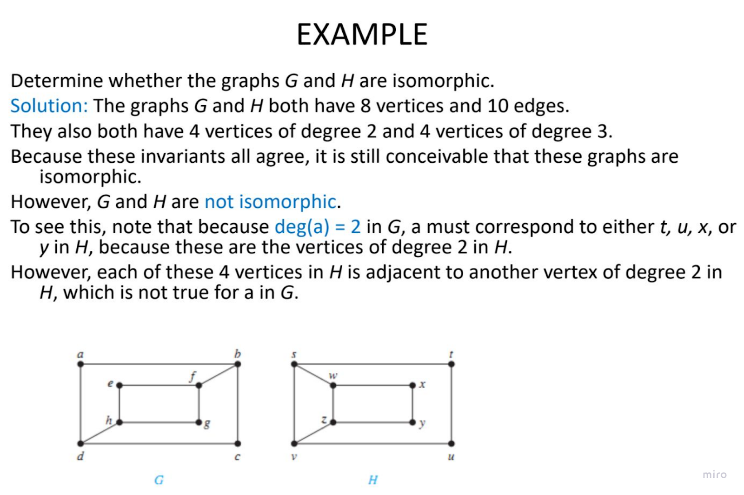 EXAMPLE
Determine whether the graphs G and H are isomorphic.
Solution: The graphs G and H both have 8 vertices and 10 edges.
They also both have 4 vertices of degree 2 and 4 vertices of degree 3.
Because these invariants all agree, it is still conceivable that these graphs are
isomorphic.
However, G and H are not isomorphic.
To see this, note that because deg(a) = 2 in G, a must correspond to either t, u, x, or
y in H, because these are the vertices of degree 2 in H.
However, each of these 4 vertices in H is adjacent to another vertex of degree 2 in
H, which is not true for a in G.
a b s t
e f w x
h g z y
d c v u
G H
miro